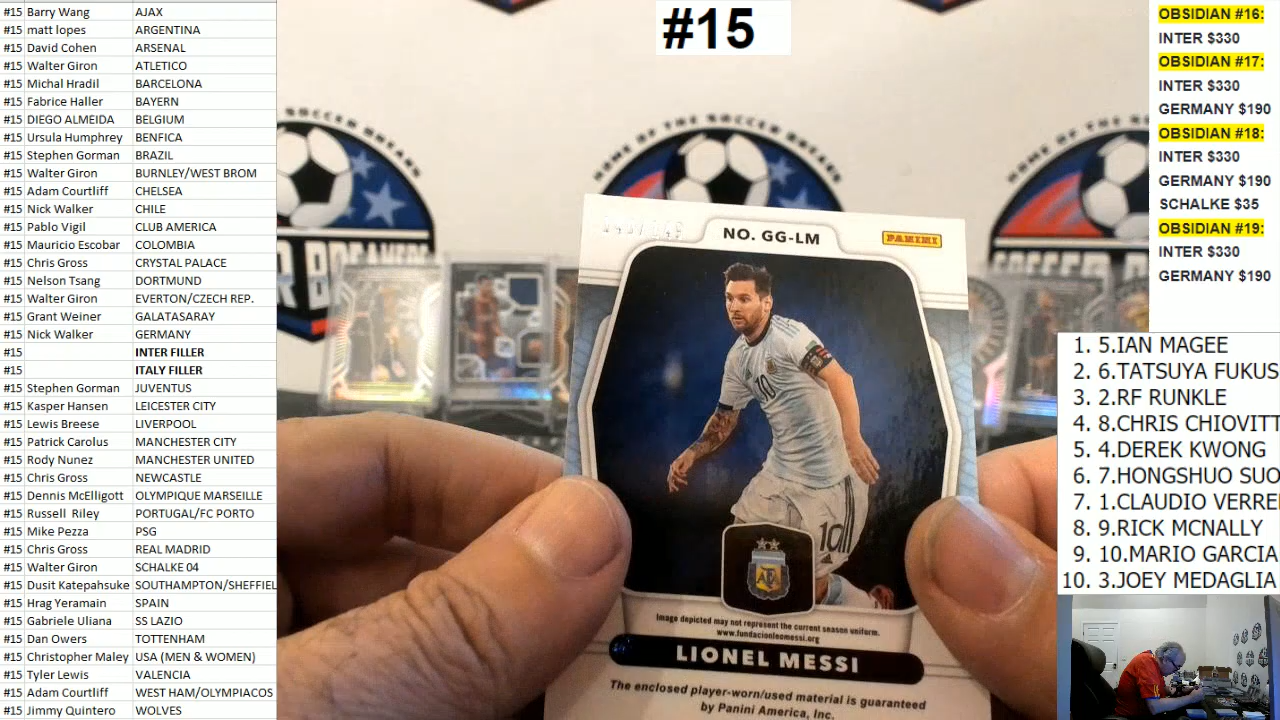 #15 Barry Wang AJAX
#15 matt lopes ARGENTINA
#15 David Cohen ARSENAL
#15 Walter Giron ATLETICO
#15 Michal Hradil BARCELONA
#15 Fabrice Haller BAYERN
#15 DIEGO ALMEIDA BELGIUM
#15 Ursula Humphrey BENFICA
#15 Stephen Gorman BRAZIL
#15 Walter Giron BURNLEY/WEST BROM
#15 Adam Courtliff CHELSEA
#15 Nick Walker CHILE
#15 Pablo Vigil CLUB AMERICA
#15 Mauricio Escobar COLOMBIA
#15 Chris Gross CRYSTAL PALACE
#15 Nelson Tsang DORTMUND
#15 Walter Giron EVERTON/CZECH REP.
#15 Grant Weiner GALATASARAY
#15 Nick Walker GERMANY
#15 INTER FILLER
#15 ITALY FILLER
#15 Stephen Gorman JUVENTUS
#15 Kasper Hansen LEICESTER CITY
#15 Lewis Breese LIVERPOOL
#15 Patrick Carolus MANCHESTER CITY
#15 Rody Nunez MANCHESTER UNITED
#15 Chris Gross NEWCASTLE
#15 Dennis McElligott OLYMPIQUE MARSEILLE
#15 Russell Riley PORTUGAL/FC PORTO
#15 Mike Pezza PSG
#15 Chris Gross REAL MADRID
#15 Walter Giron SCHALKE 04
#15 Dusit Katepahsuke SOUTHAMPTON/SHEFFIEL
#15 Hrag Yeramain SPAIN
#15 Gabriele Uliana SS LAZIO
#15 Dan Owers TOTTENHAM
#15 Christopher Maley USA (MEN & WOMEN)
#15 Tyler Lewis VALENCIA
#15 Adam Courtliff WEST HAM/OLYMPIACOS
#15 Jimmy Quintero WOLVES
#15
HOME OF THE SOCCER BREAKS
NO. GG-LM
PANINI
10
10
AFA
Image depicted may not represent the current season uniform.
www.fundacionleomessi.org
LIONEL MESSI
The enclosed player-worn/used material is guaranteed
by Panini America, Inc.
OBSIDIAN #16:
INTER $330
OBSIDIAN #17:
INTER $330
GERMANY $190
OBSIDIAN #18:
INTER $330
GERMANY $190
SCHALKE $35
OBSIDIAN #19:
INTER $330
GERMANY $190
1. 5.IAN MAGEE
2. 6.TATSUYA FUKUS
3. 2.RF RUNKLE
4. 8.CHRIS CHIOVITT
5. 4.DEREK KWONG
6. 7.HONGSHUO SUO
7. 1.CLAUDIO VERRE
8. 9.RICK MCNALLY
9. 10.MARIO GARCIA
10. 3.JOEY MEDAGLIA